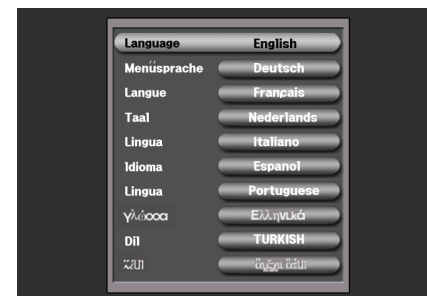 Language English
Menüsprache Deutsch
Langue Français
Taal Nederlands
Lingua Italiano
Idioma Espanol
Lingua Portuguese
γλώσσα Ελληνικά
Dil TURKISH